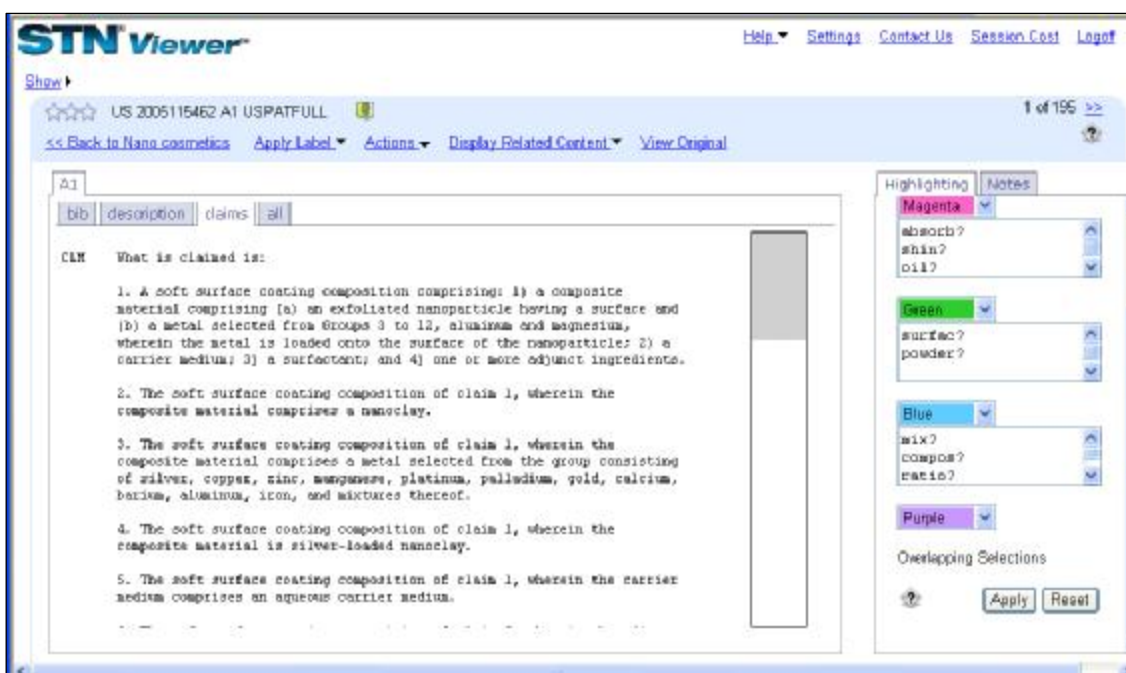 STN Viewer
Help Settings Contact Us Session Cost Logoff
Show
US 2005115462 A1 USPATFULL
1 of 195 >>
<< Back to Nano cosmetics Apply Label Actions Display Related Content View Original
A1
bib description claims all
CLM What is claimed is:
1. A soft surface coating composition comprising: 1) a composite
material comprising (a) an exfoliated nanoparticle having a surface and
(b) a metal selected from Groups 3 to 12, aluminum and magnesium,
wherein the metal is loaded onto the surface of the nanoparticle; 2) a
carrier medium; 3) a surfactant; and 4) one or more adjunct ingredients.
2. The soft surface coating composition of claim 1, wherein the
composite material comprises a nanoclay.
3. The soft surface coating composition of claim 1, wherein the
composite material comprises a metal selected from the group consisting
of silver, copper, zinc, manganese, platinum, palladium, gold, calcium,
barium, aluminum, iron, and mixtures thereof.
4. The soft surface coating composition of claim 1, wherein the
composite material is silver-loaded nanoclay.
5. The soft surface coating composition of claim 1, wherein the carrier
medium comprises an aqueous carrier medium.
Highlighting Notes
Magenta
absorb?
shin?
oil?
Green
surfac?
powder?
Blue
mix?
compos?
ratio?
Purple
Overlapping Selections
Apply Reset